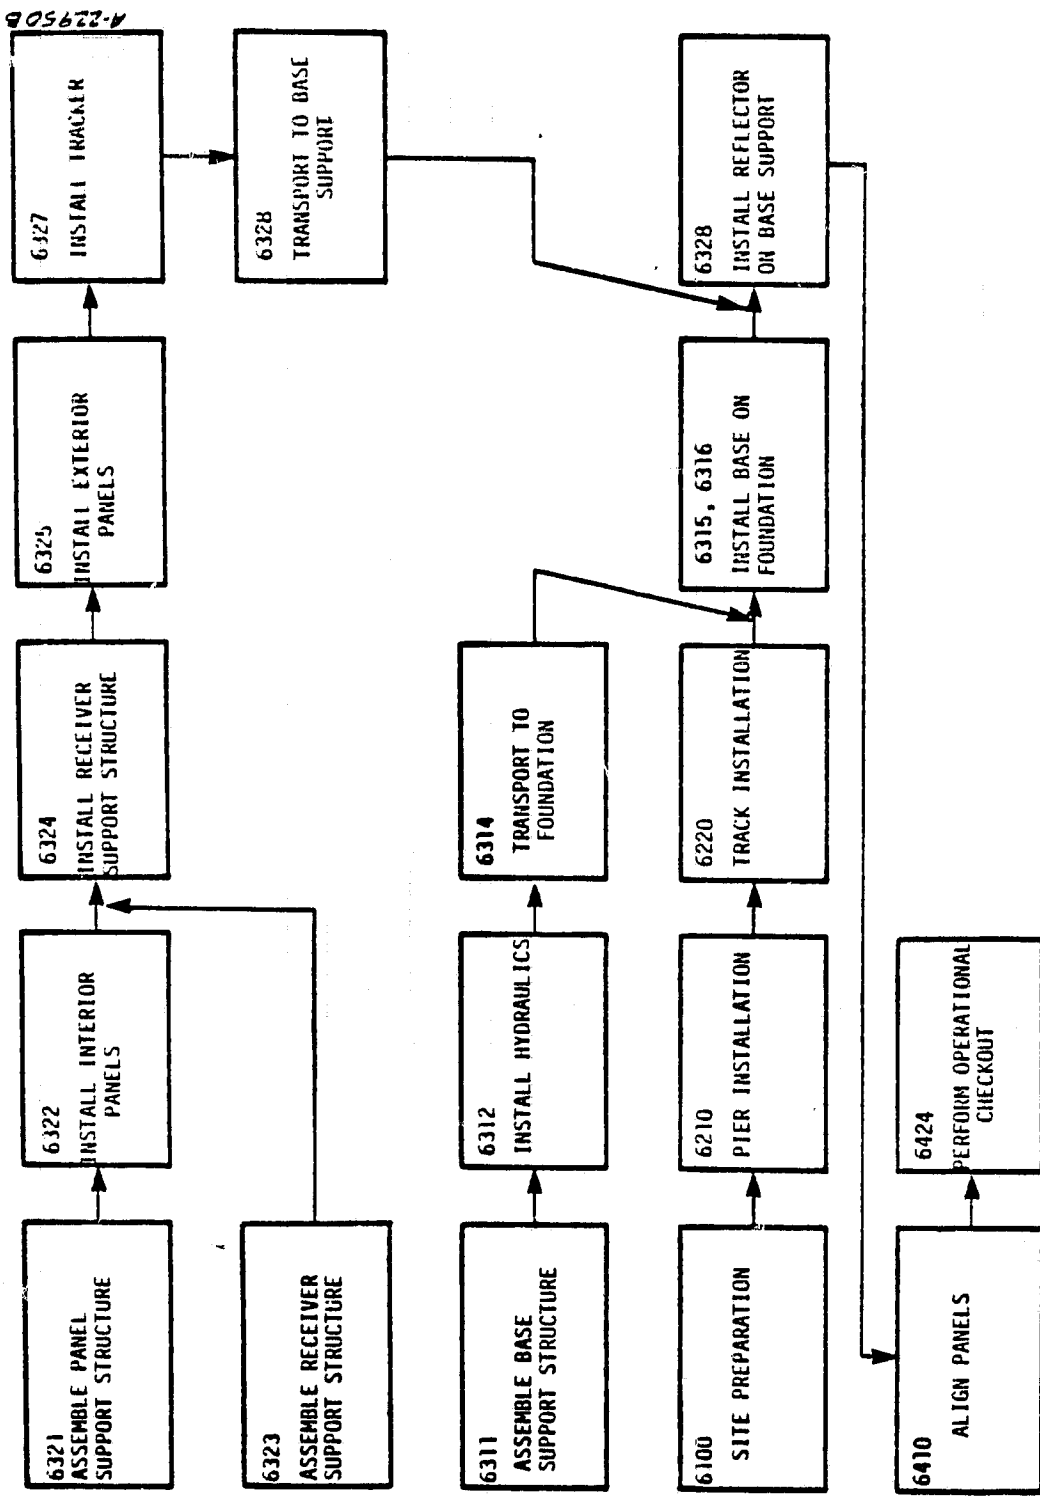 6321
ASSEMBLE PANEL
SUPPORT STRUCTURE
6322
INSTALL INTERIOR
PANELS
6324
INSTALL RECEIVER
SUPPORT STRUCTURE
6325
INSTALL EXTERIOR
PANELS
6327
INSTALL TRACKER
A-22950B
6323
ASSEMBLE RECEIVER
SUPPORT STRUCTURE
6328
TRANSPORT TO BASE
SUPPORT
6311
ASSEMBLE BASE
SUPPORT STRUCTURE
6312
INSTALL HYDRAULICS
6314
TRANSPORT TO
FOUNDATION
6100
SITE PREPARATION
6210
PIER INSTALLATION
6220
TRACK INSTALLATION
6315, 6316
INSTALL BASE ON
FOUNDATION
6328
INSTALL REFLECTOR
ON BASE SUPPORT
6410
ALIGN PANELS
6424
PERFORM OPERATIONAL
CHECKOUT